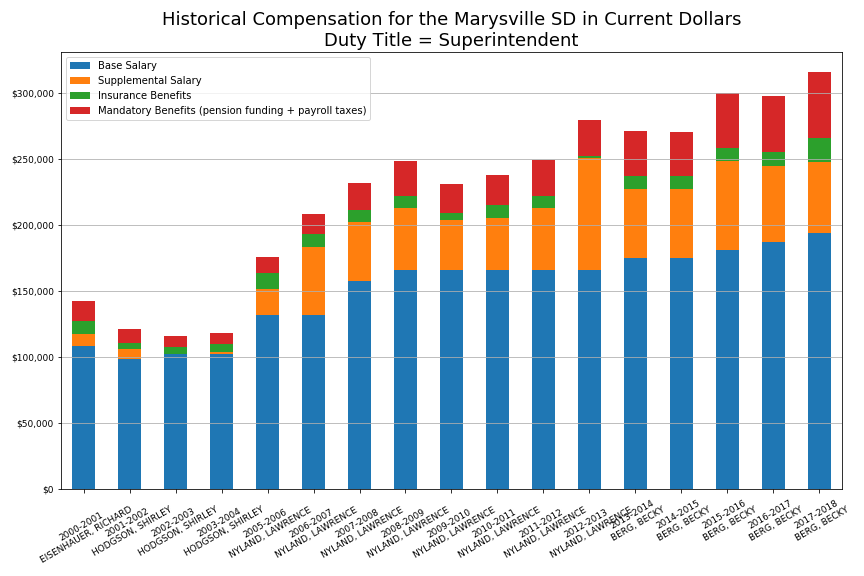 Historical Compensation for the Marysville SD in Current Dollars
Duty Title = Superintendent
Base Salary
Supplemental Salary
Insurance Benefits
Mandatory Benefits (pension funding + payroll taxes)
$300,000
$250,000
$200,000
$150,000
$100,000
$50,000
$0
2000-2001
EISENHAUER, RICHARD
2001-2002
HODGSON, SHIRLEY
2002-2003
HODGSON, SHIRLEY
2003-2004
HODGSON, SHIRLEY
2005-2006
NYLAND, LAWRENCE
2006-2007
NYLAND, LAWRENCE
2007-2008
NYLAND, LAWRENCE
2008-2009
NYLAND, LAWRENCE
2009-2010
NYLAND, LAWRENCE
2010-2011
NYLAND, LAWRENCE
2011-2012
NYLAND, LAWRENCE
2012-2013
NYLAND, LAWRENCE
2013-2014
BERG, BECKY
2014-2015
BERG, BECKY
2015-2016
BERG, BECKY
2016-2017
BERG, BECKY
2017-2018
BERG, BECKY